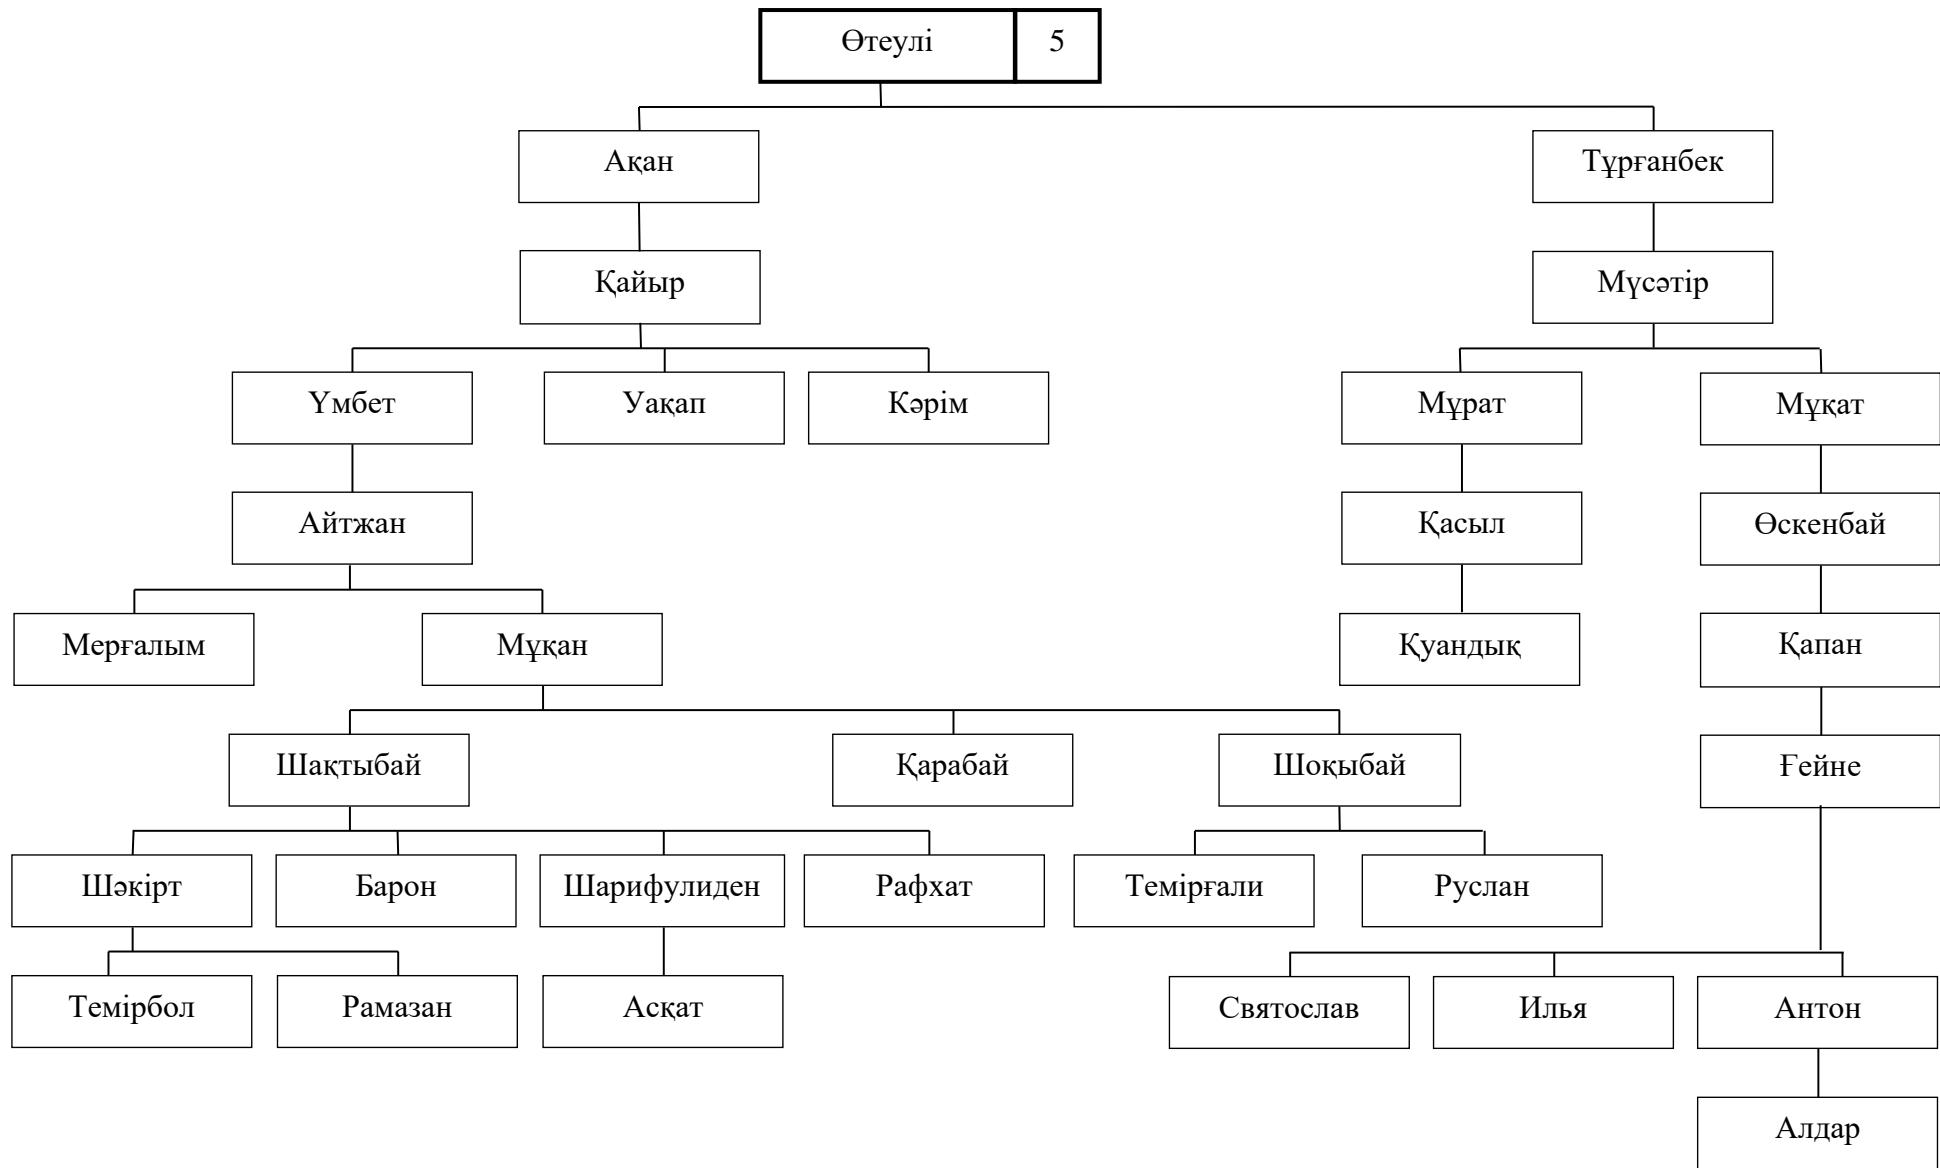 Өтеулі 5
Ақан Тұрғанбек
Қайыр Мүсәтір
Үмбет Уақап Кәрім Мұрат Мұқат
Айтжан Қасыл Өскенбай
Мерғалым Мұқан Қуандық Қапан
Шақтыбай Қарабай Шоқыбай Ғейне
Шәкірт Барон Шарифулиден Рафхат Темірғали Руслан
Темірбол Рамазан Асқат Святослав Илья Антон
Алдар